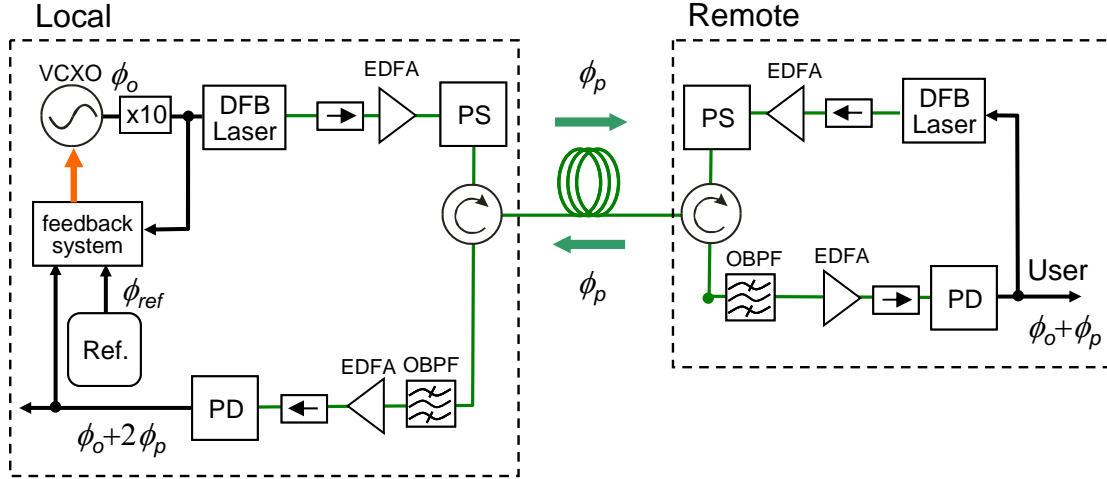 Local
Remote
VCXO
ϕo
x10
DFB
Laser
EDFA
PS
ϕp
PS
EDFA
DFB
Laser
feedback
system
ϕp
OBPF
EDFA
PD
User
ϕo+ϕp
ϕref
Ref.
PD
EDFA
OBPF
ϕo+2ϕp